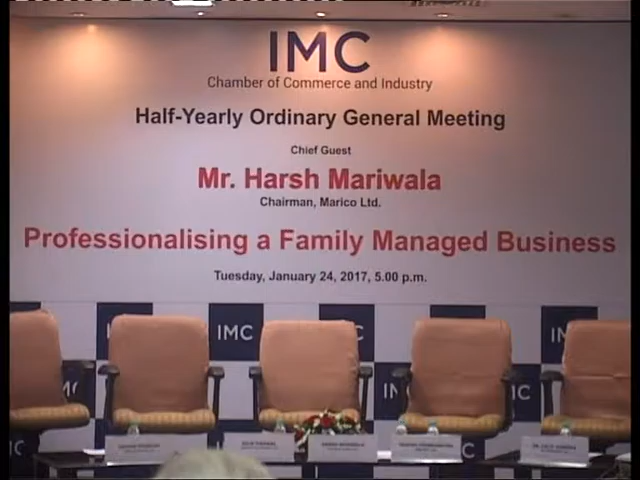 IMC
Chamber of Commerce and Industry
Half-Yearly Ordinary General Meeting
Chief Guest
Mr. Harsh Mariwala
Chairman, Marico Ltd.
Professionalising a Family Managed Business
Tuesday, January 24, 2017, 5.00 p.m.
IMC